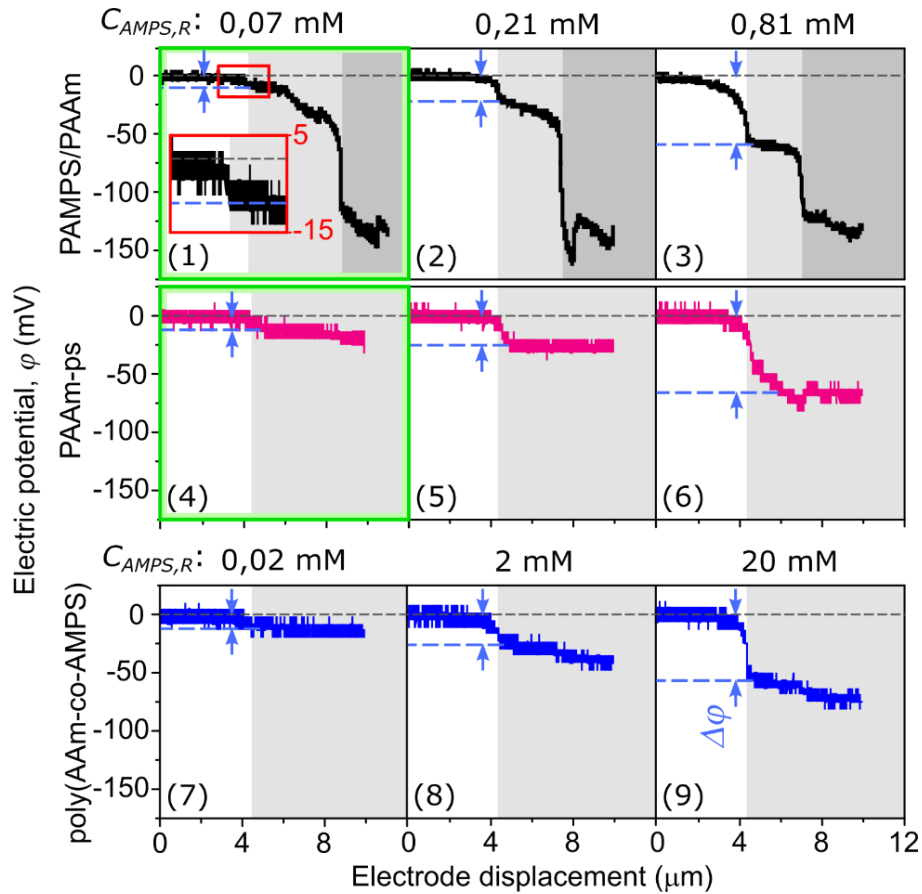 C_AMPS,R: 0,07 mM 0,21 mM 0,81 mM
PAMPS/PAAm
0
-50
-100
-150
5
-15
(1) (2) (3)
Electric potential, φ (mV)
PAAm-ps
0
-50
-100
-150
(4) (5) (6)
C_AMPS,R: 0,02 mM 2 mM 20 mM
poly(AAm-co-AMPS)
0
-50
-100
-150
Δφ
(7) (8) (9)
0 4 8 0 4 8 0 4 8 12
Electrode displacement (μm)